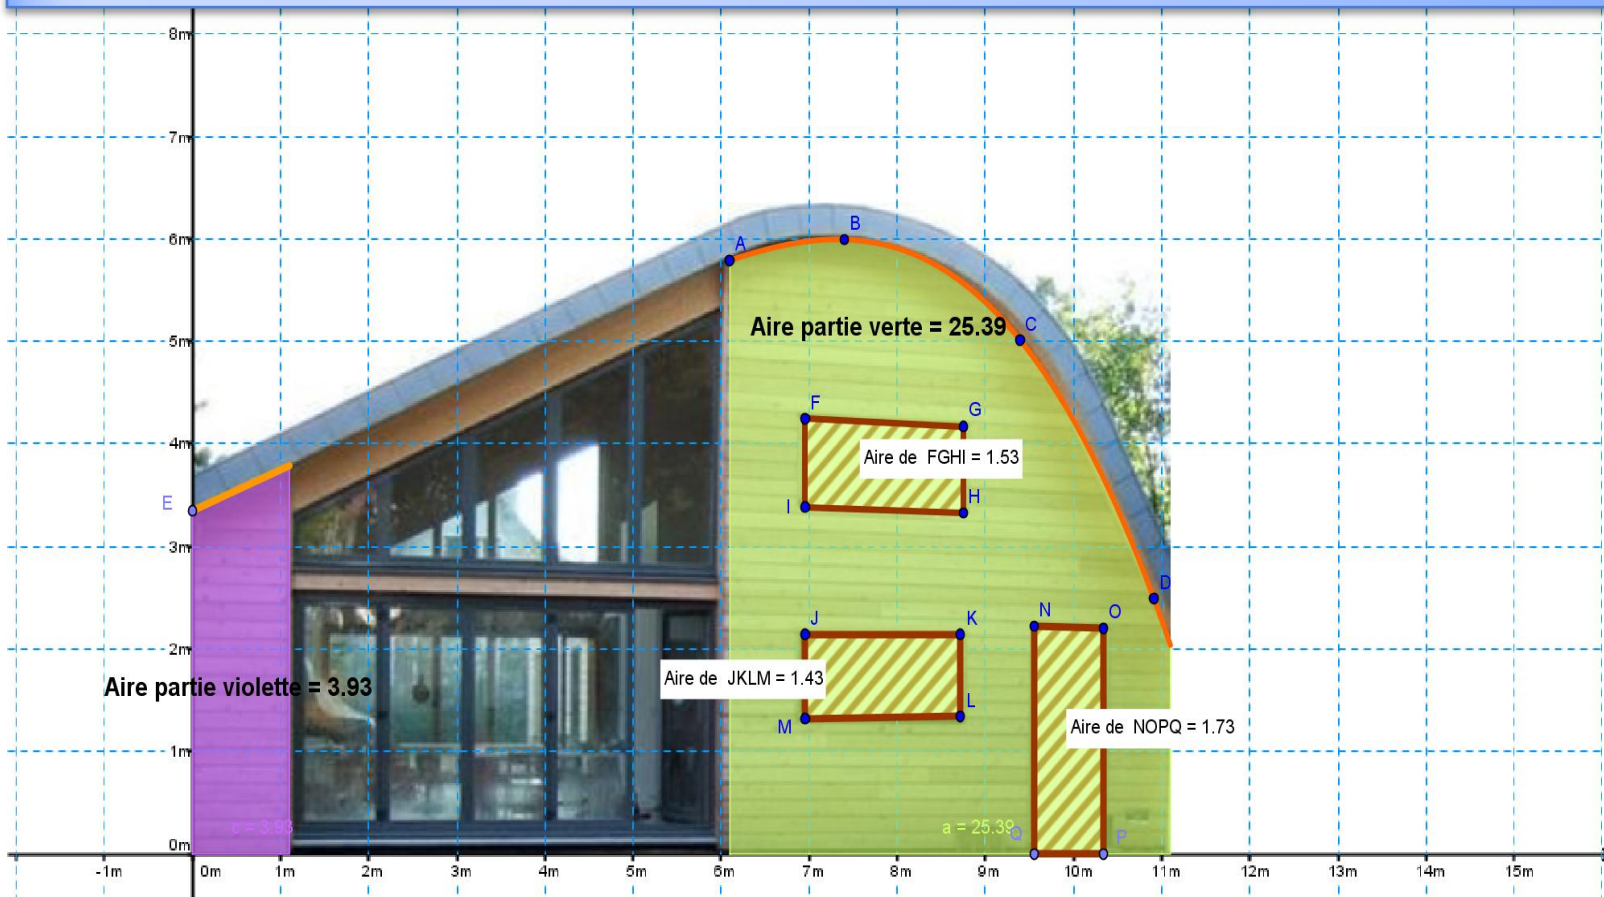 8m
7m
6m
5m
4m
3m
2m
1m
0m
A
B
Aire partie verte = 25.39
C
F
G
Aire de FGHI = 1.53
E
I
H
D
J
K
N
O
Aire partie violette = 3.93
Aire de JKLM = 1.43
L
M
Aire de NOPQ = 1.73
c = 3.93
a = 25.39
Q
P
-1m 0m 1m 2m 3m 4m 5m 6m 7m 8m 9m 10m 11m 12m 13m 14m 15m